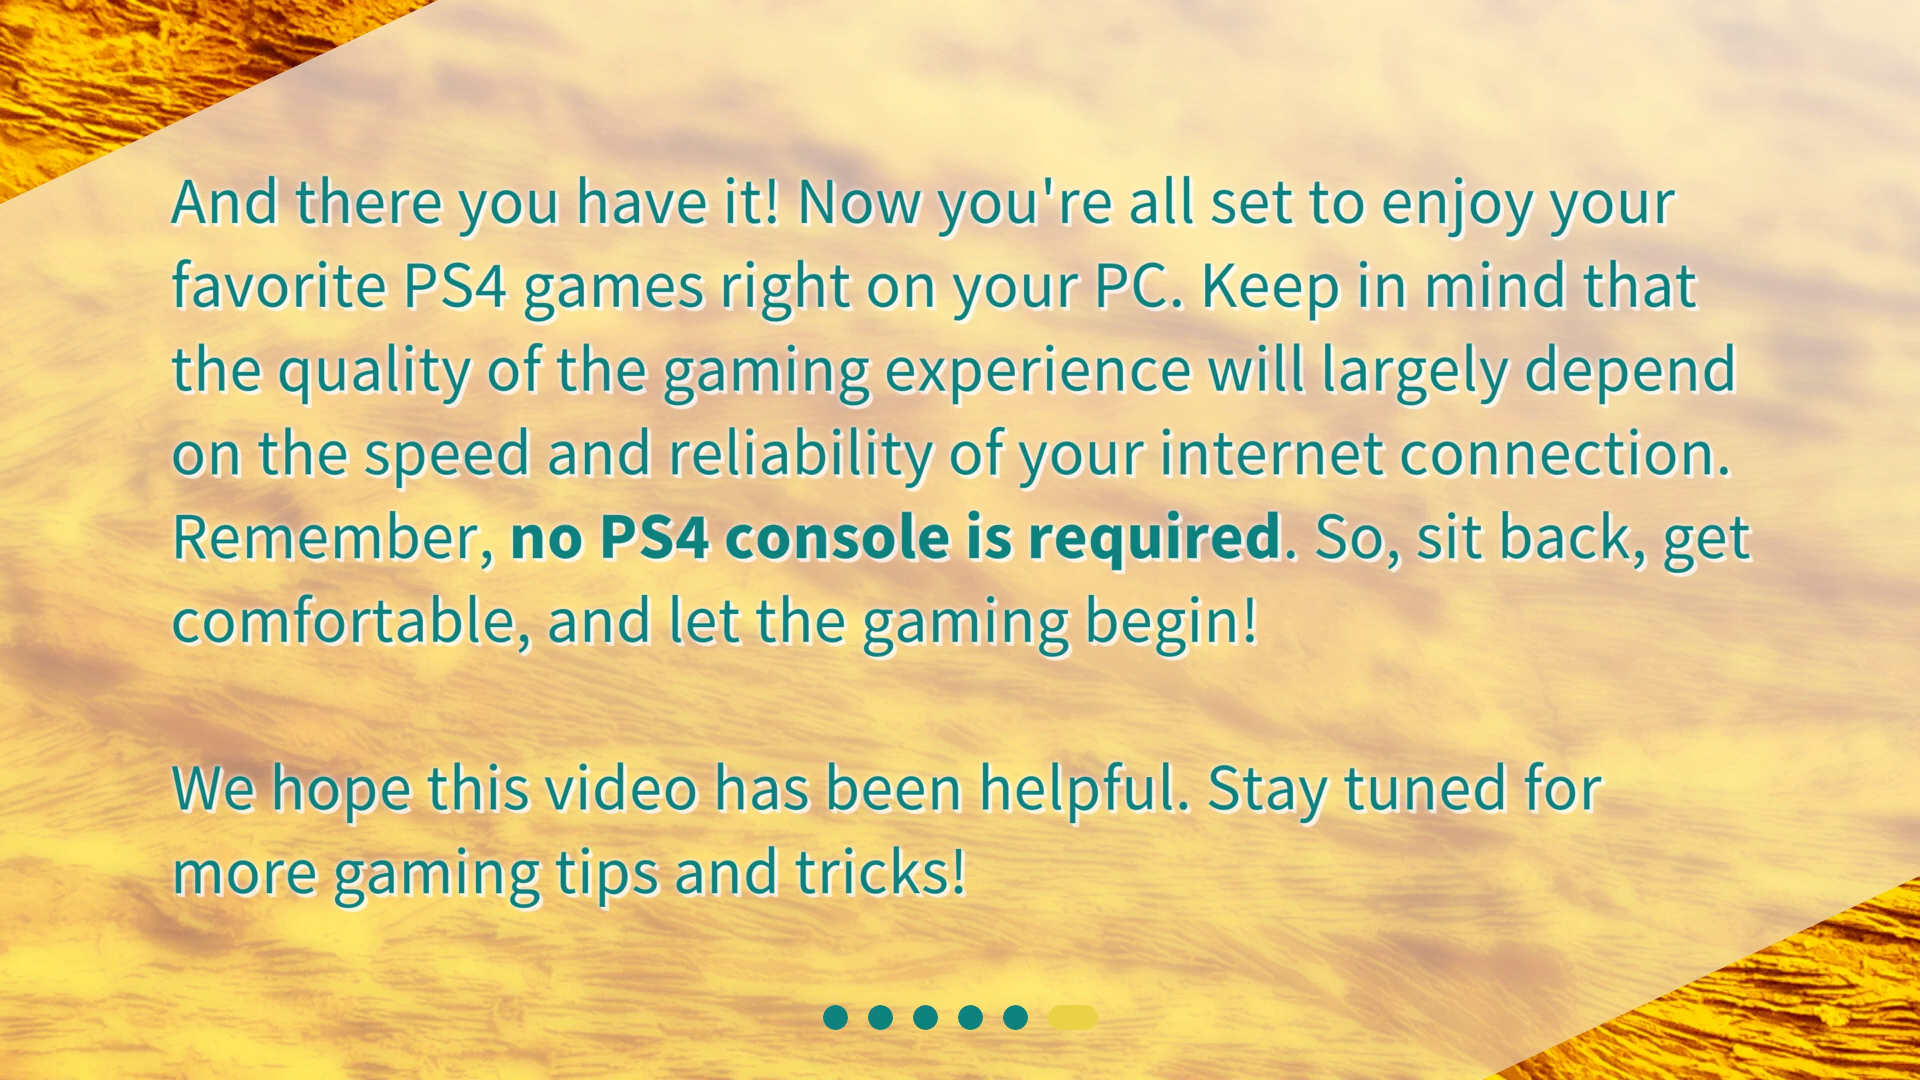 And there you have it! Now you're all set to enjoy your
favorite PS4 games right on your PC. Keep in mind that
the quality of the gaming experience will largely depend
on the speed and reliability of your internet connection.
Remember, no PS4 console is required. So, sit back, get
comfortable, and let the gaming begin!
We hope this video has been helpful. Stay tuned for
more gaming tips and tricks!